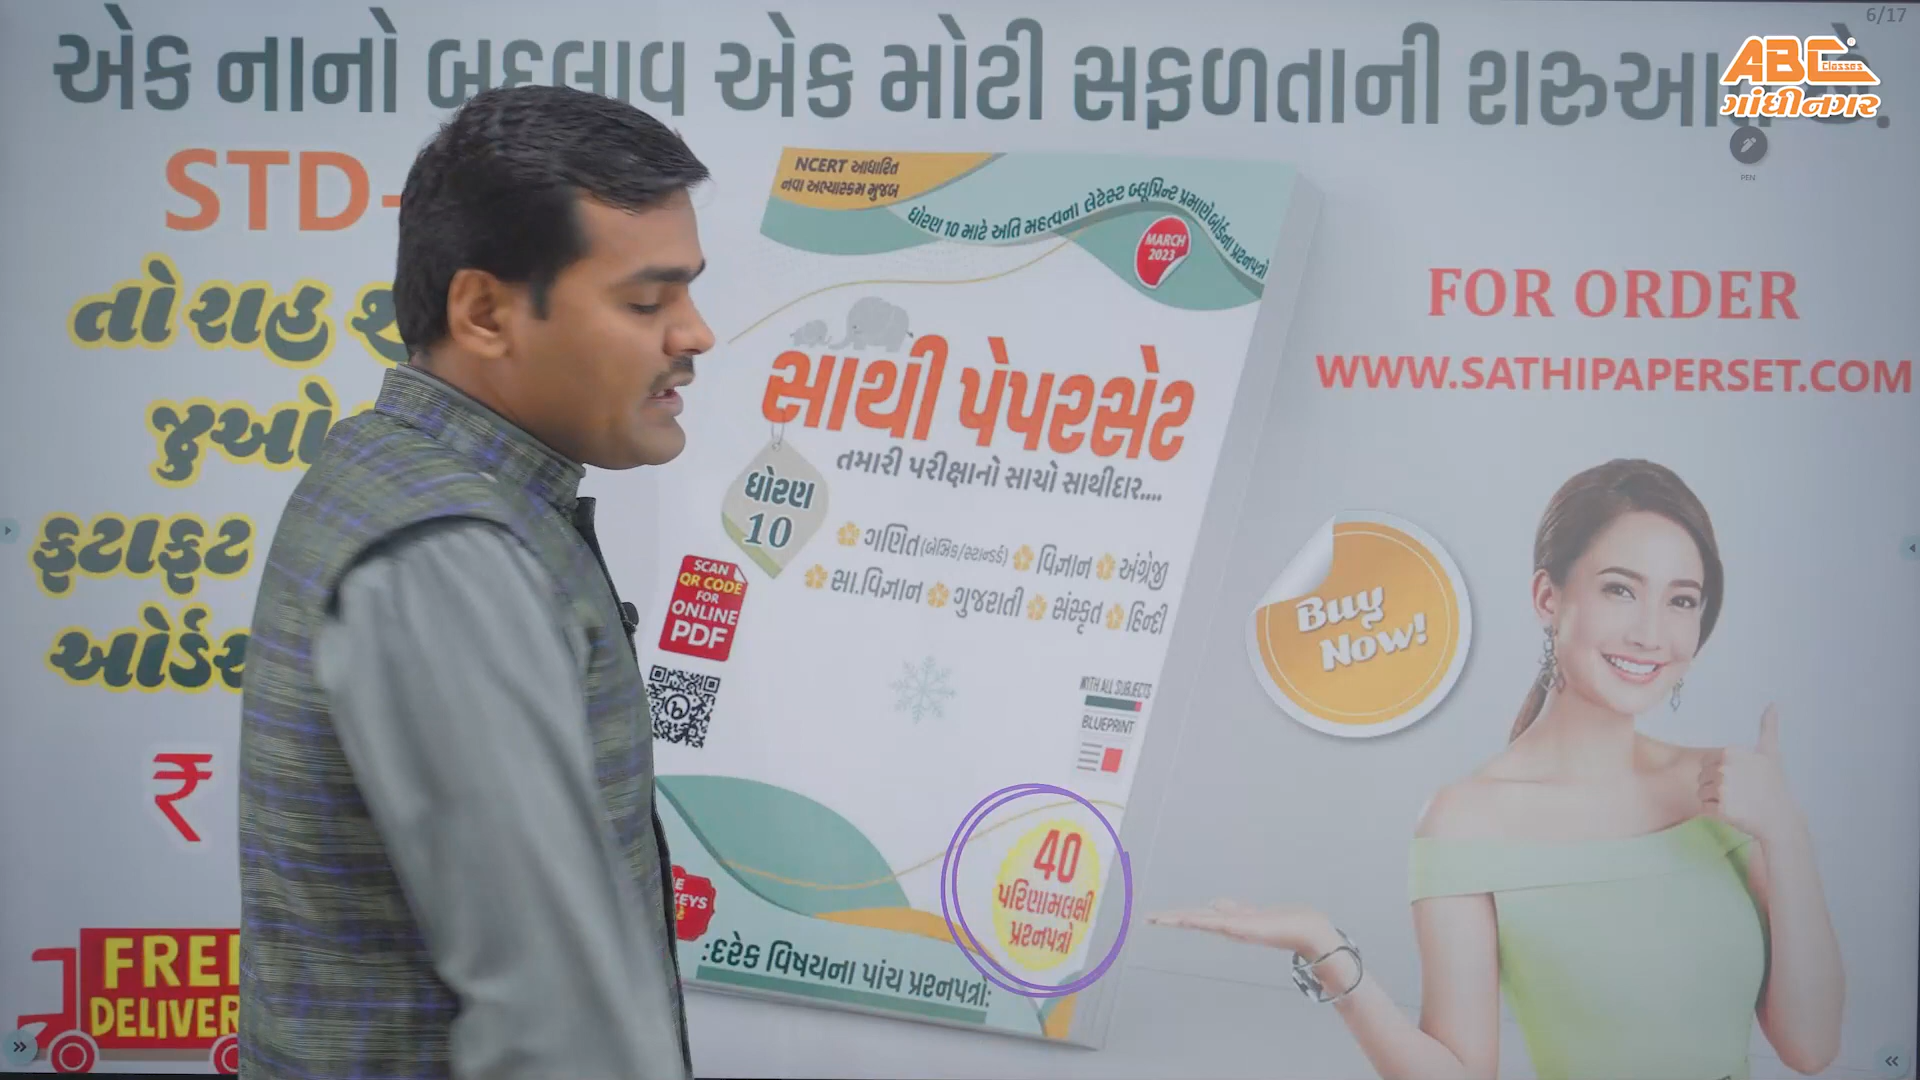 6/17
એક નાનો બદલાવ એક મોટી સફળતાની શરુઆત છે.
ABC Classes
ગાંધીનગર
PEN
STD-
તો રાહ
જુઓ
ફટાફટ
ઓર્ડર
₹
FREE
DELIVER
NCERT આધારિત
નવા અભ્યાસક્રમ મુજબ
ધોરણ 10 માટે અતિ મહત્વના લેટેસ્ટ બ્લૂપ્રિન્ટ પ્રમાણે બોર્ડના પ્રશ્નપત્રો
MARCH
2023
સાથી પેપરસેટ
તમારી પરીક્ષાનો સાચો સાથીદાર....
ધોરણ
10
ગણિત (બેઝિક/સ્ટાન્ડર્ડ) વિજ્ઞાન અંગ્રેજી
સા.વિજ્ઞાન ગુજરાતી સંસ્કૃત હિન્દી
SCAN
QR CODE
FOR
ONLINE
PDF
WITH ALL SUBJECTS
BLUEPRINT
40
પરિણામલક્ષી
પ્રશ્નપત્રો
KEYS
:દરેક વિષયના પાંચ પ્રશ્નપત્રો:
FOR ORDER
WWW.SATHIPAPERSET.COM
Buy
Now!